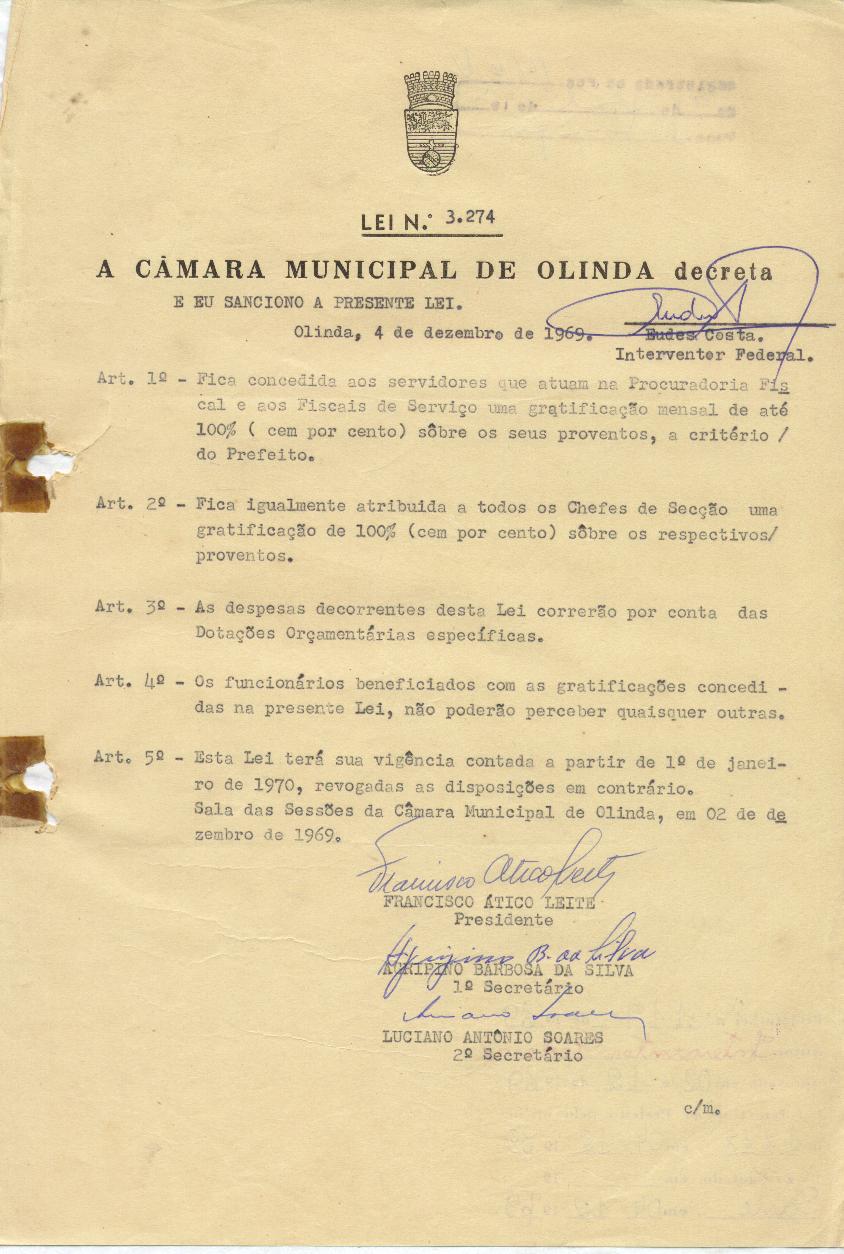 LEI N.º 3.274
A CÂMARA MUNICIPAL DE OLINDA decreta
E EU SANCIONO A PRESENTE LEI.
Olinda, 4 de dezembro de 1969.
Eudes Costa.
Interventor Federal.
Art. 1º - Fica concedida aos servidores que atuam na Procuradoria Fis
cal e aos Fiscais de Serviço uma gratificação mensal de até
100% ( cem por cento) sôbre os seus proventos, a critério /
do Prefeito.
Art. 2º - Fica igualmente atribuida a todos os Chefes de Secção uma
gratificação de 100% (cem por cento) sôbre os respectivos/
proventos.
Art. 3º - As despesas decorrentes desta Lei correrão por conta das
Dotações Orçamentárias específicas.
Art. 4º - Os funcionários beneficiados com as gratificações concedi -
das na presente Lei, não poderão perceber quaisquer outras.
Art. 5º - Esta Lei terá sua vigência contada a partir de 1º de janei-
ro de 1970, revogadas as disposições em contrário.
Sala das Sessões da Câmara Municipal de Olinda, em 02 de de
zembro de 1969.
Francisco Atico Leite
FRANCISCO ÁTICO LEITE
Presidente
Agripino B. da Silva
AGRIPINO BARBOSA DA SILVA
1º Secretário
Luciano Soares
LUCIANO ANTÔNIO SOARES
2º Secretário
c/m.